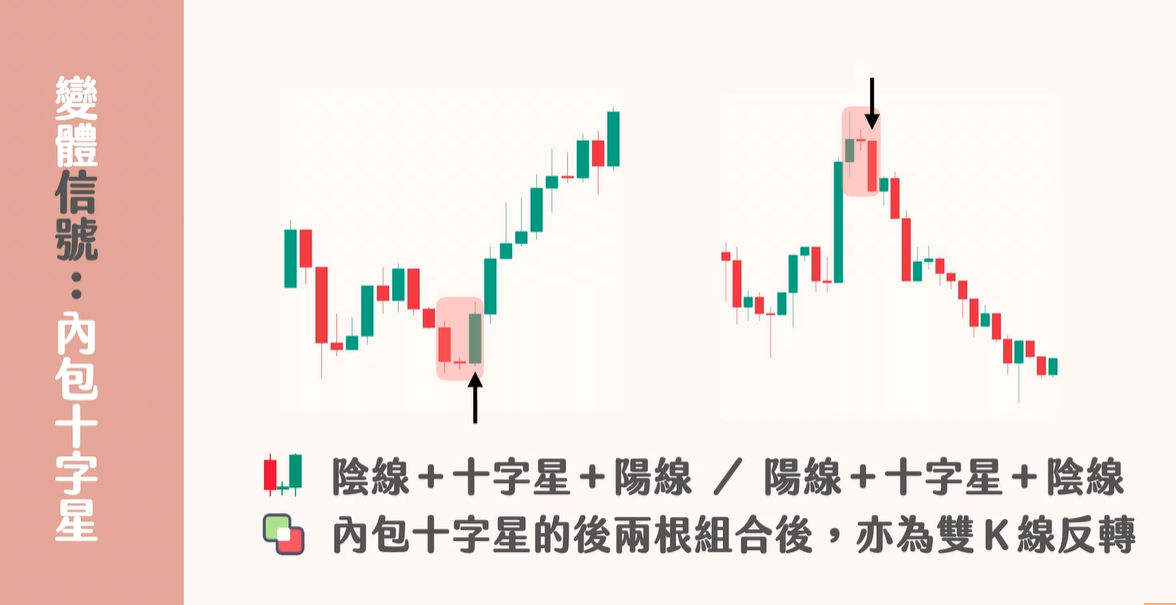 變體信號：內包十字星
陰線＋十字星＋陽線 ／ 陽線＋十字星＋陰線
內包十字星的後兩根組合後，亦為雙Ｋ線反轉